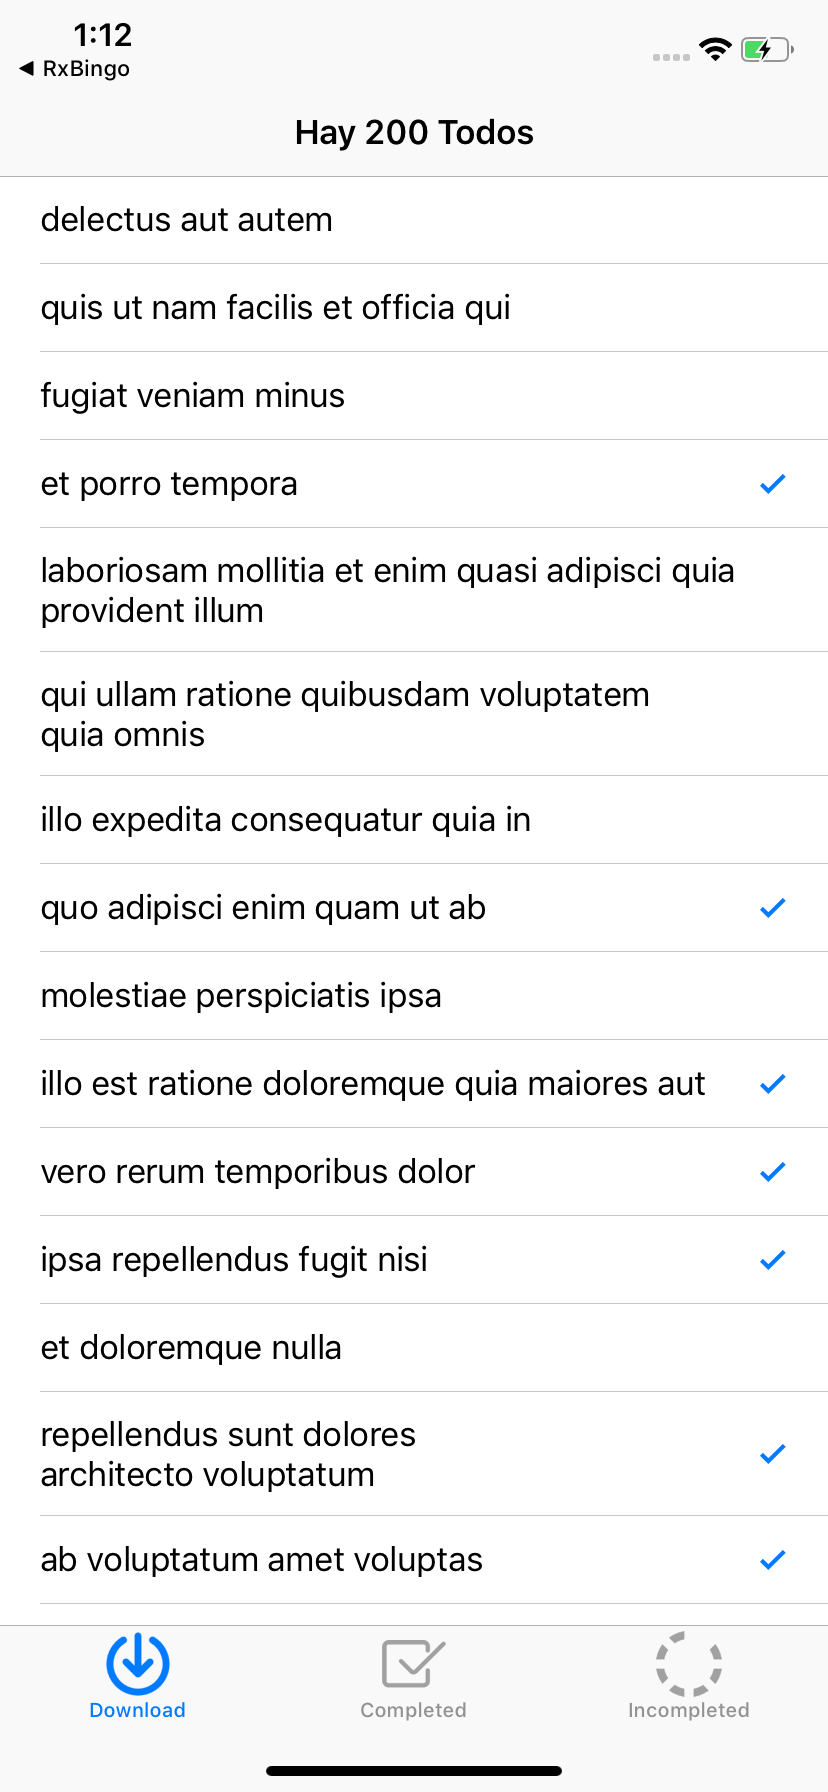 1:12
RxBingo
Hay 200 Todos
delectus aut autem
quis ut nam facilis et officia qui
fugiat veniam minus
et porro tempora
laboriosam mollitia et enim quasi adipisci quia
provident illum
qui ullam ratione quibusdam voluptatem
quia omnis
illo expedita consequatur quia in
quo adipisci enim quam ut ab
molestiae perspiciatis ipsa
illo est ratione doloremque quia maiores aut
vero rerum temporibus dolor
ipsa repellendus fugit nisi
et doloremque nulla
repellendus sunt dolores
architecto voluptatum
ab voluptatum amet voluptas
Download
Completed
Incompleted